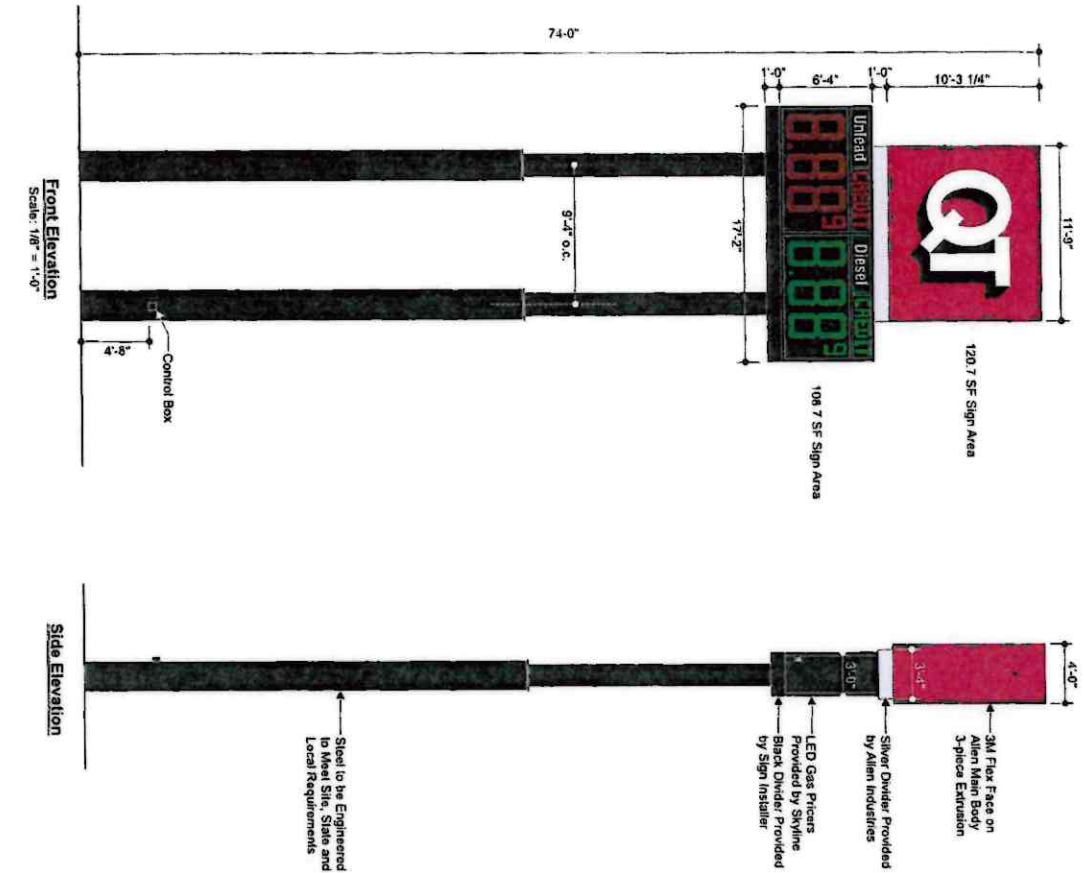 74'-0"
1'-0"
6'-4"
1'-0"
10'-3 1/4"
11'-9"
QT
120.7 SF Sign Area
Unlead CREDIT
8.88 9
Diesel CREDIT
8.88 9
17'-2"
108.7 SF Sign Area
9'-4" o.c.
4'-8"
Control Box
Front Elevation
Scale: 1/8" = 1'-0"
4'-0"
3'-4"
3'-0"
3M Flex Face on
Allen Main Body
3-piece Extrusion
Silver Divider Provided
by Allen Industries
LED Gas Pricers
Provided by Skyline
Black Divider Provided
by Sign Installer
Steel to be Engineered
to Meet Site, State and
Local Requirements
Side Elevation